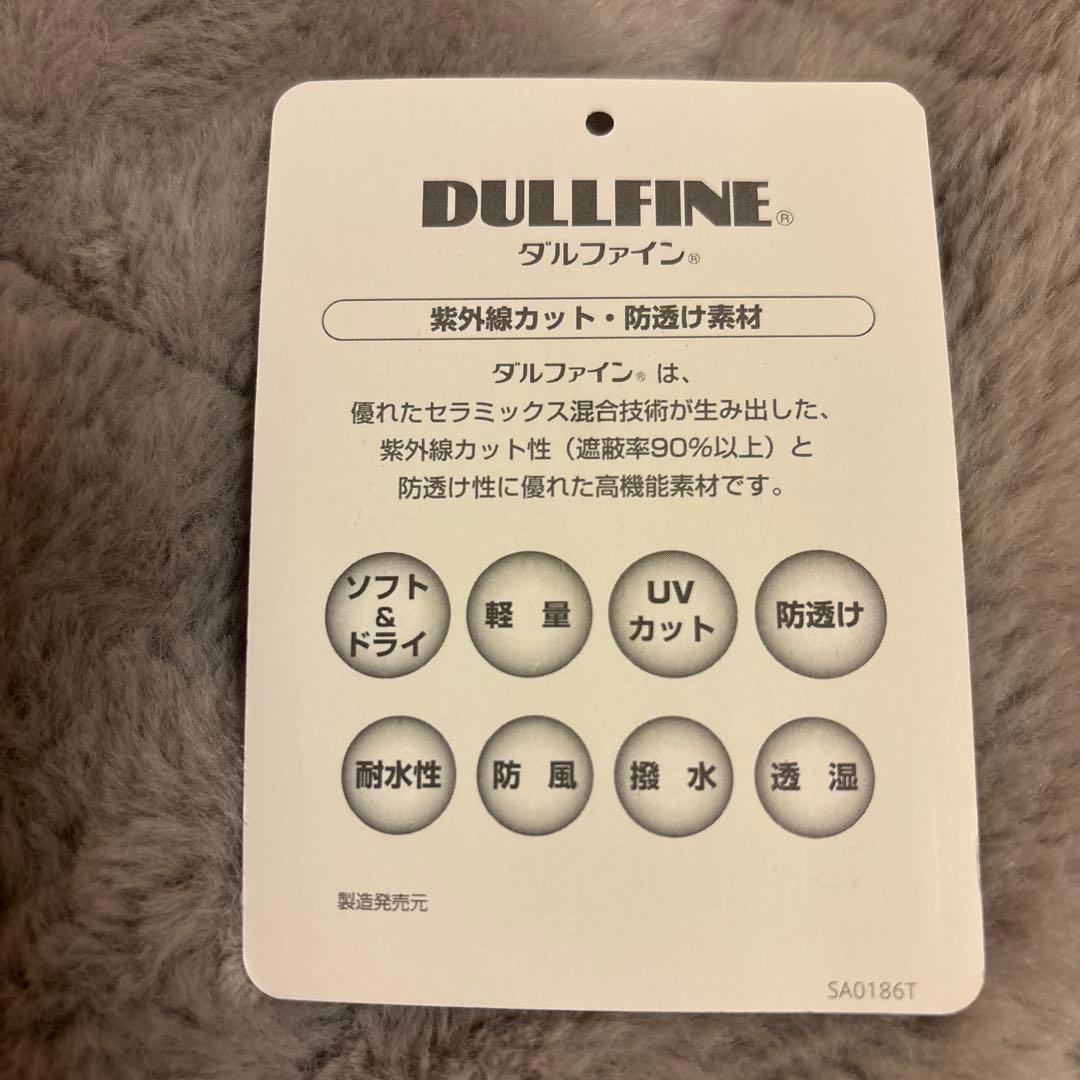 DULLFINE®
ダルファイン®
紫外線カット・防透け素材
ダルファイン® は、
優れたセラミックス混合技術が生み出した、
紫外線カット性（遮蔽率90%以上）と
防透け性に優れた高機能素材です。
ソフト
&
ドライ
軽 量
UV
カット
防透け
耐水性
防 風
撥 水
透 湿
製造発売元
SA0186T